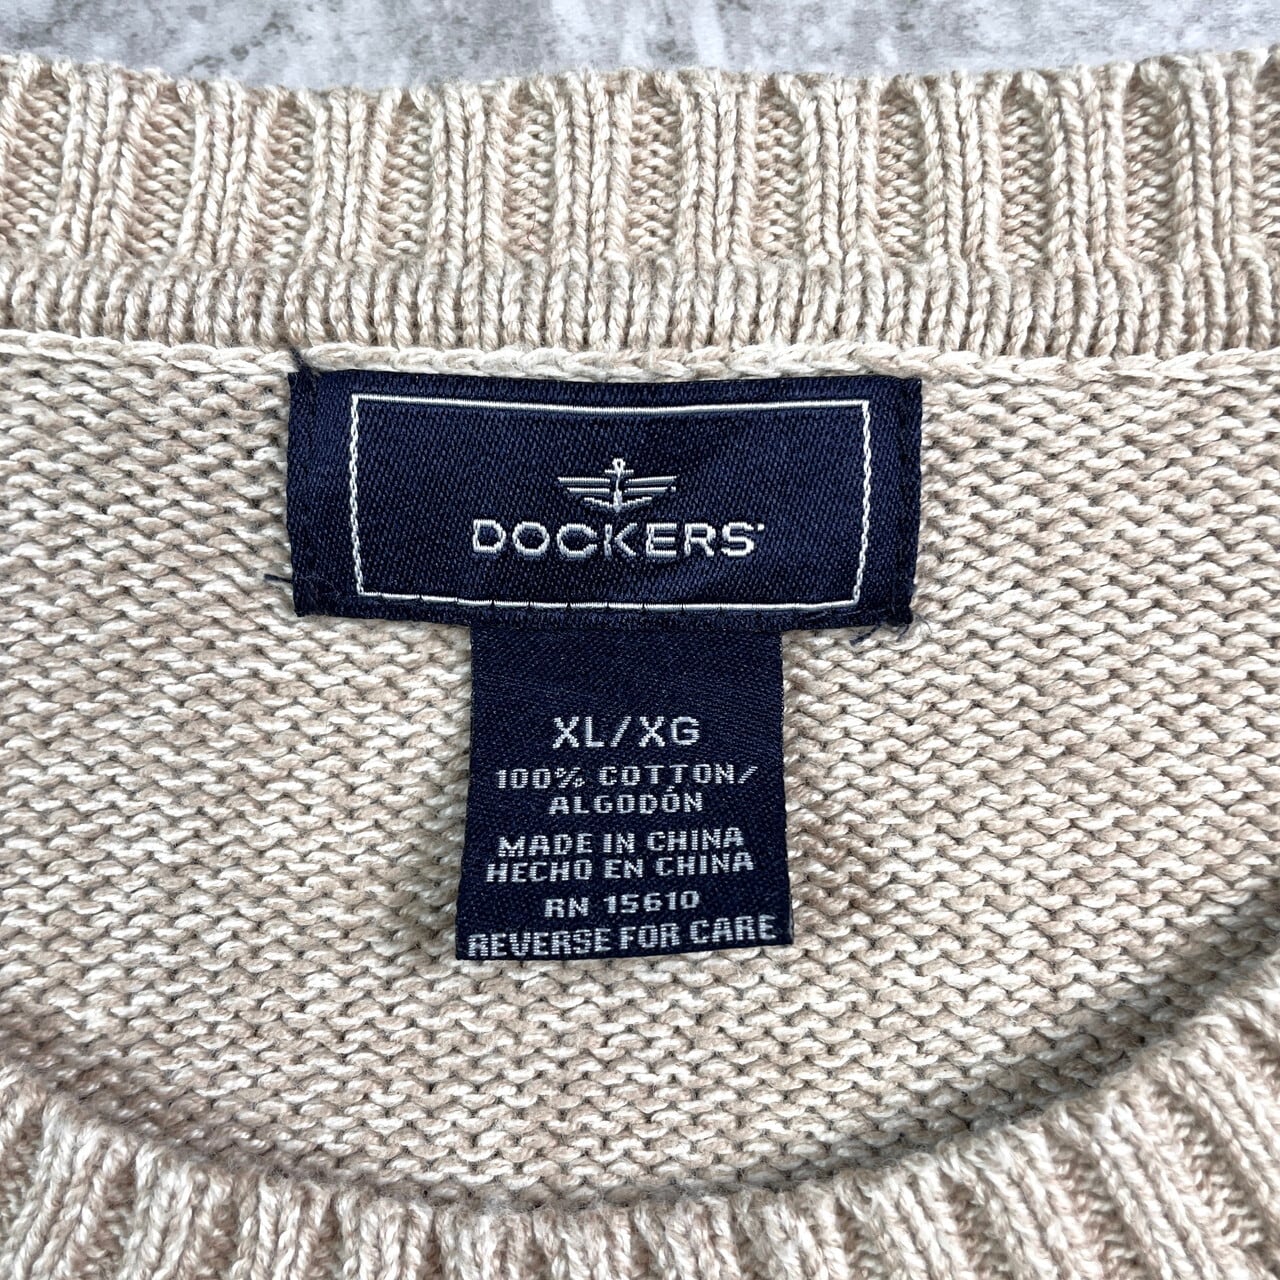 DOCKERS
XL/XG
100% COTTON/
ALGODÓN
MADE IN CHINA
HECHO EN CHINA
RN 15610
REVERSE FOR CARE